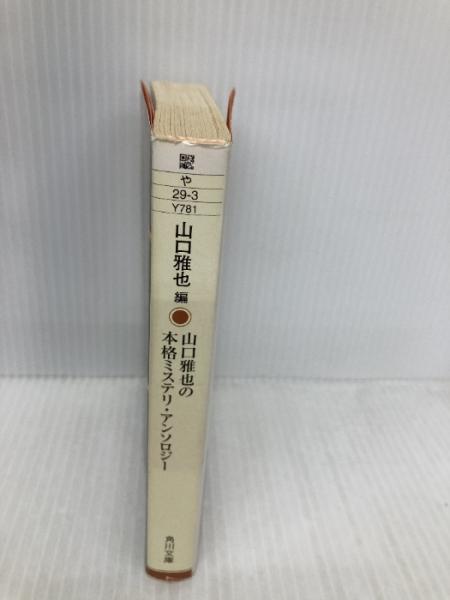 や
29-3
Y781
山口雅也 編
山口雅也の
本格ミステリ・アンソロジー
角川文庫